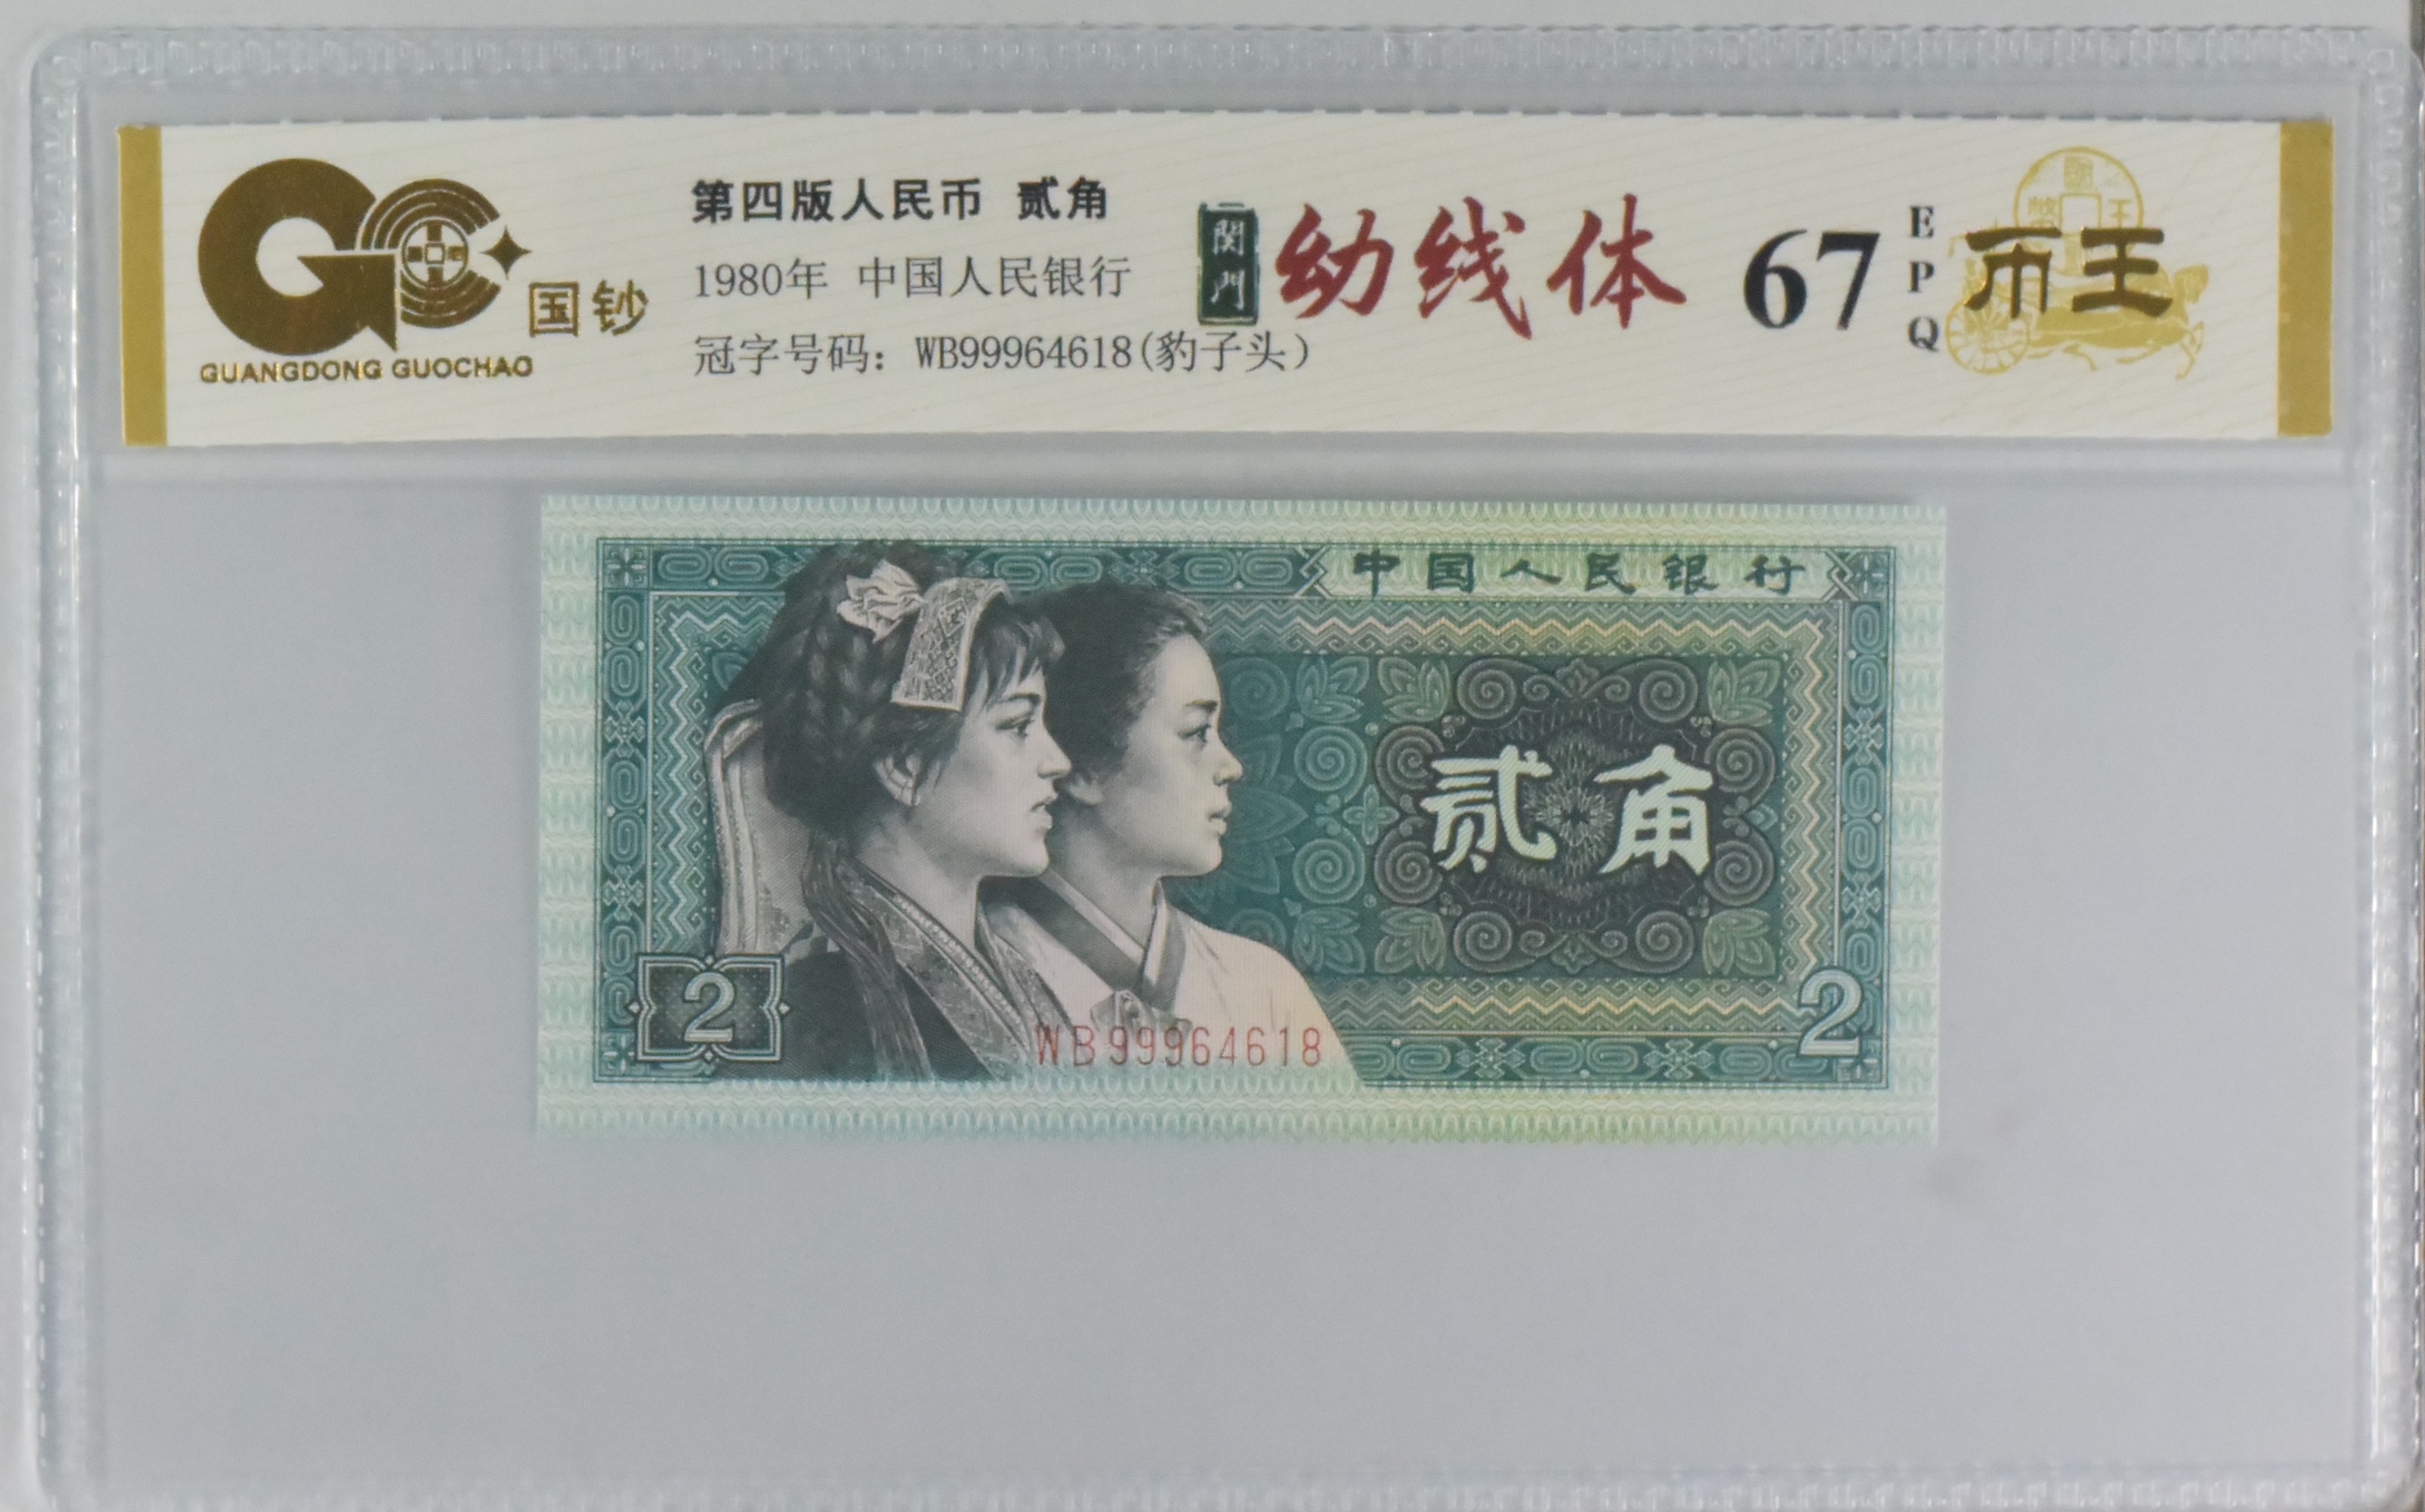 国钞
GUANGDONG GUOCHAO
第四版人民币 贰角
1980年 中国人民银行
冠字号码：WB99964618(豹子头）
関門
幼线体
67
EPQ
币王
中国人民银行
贰角
2
WB99964618
2